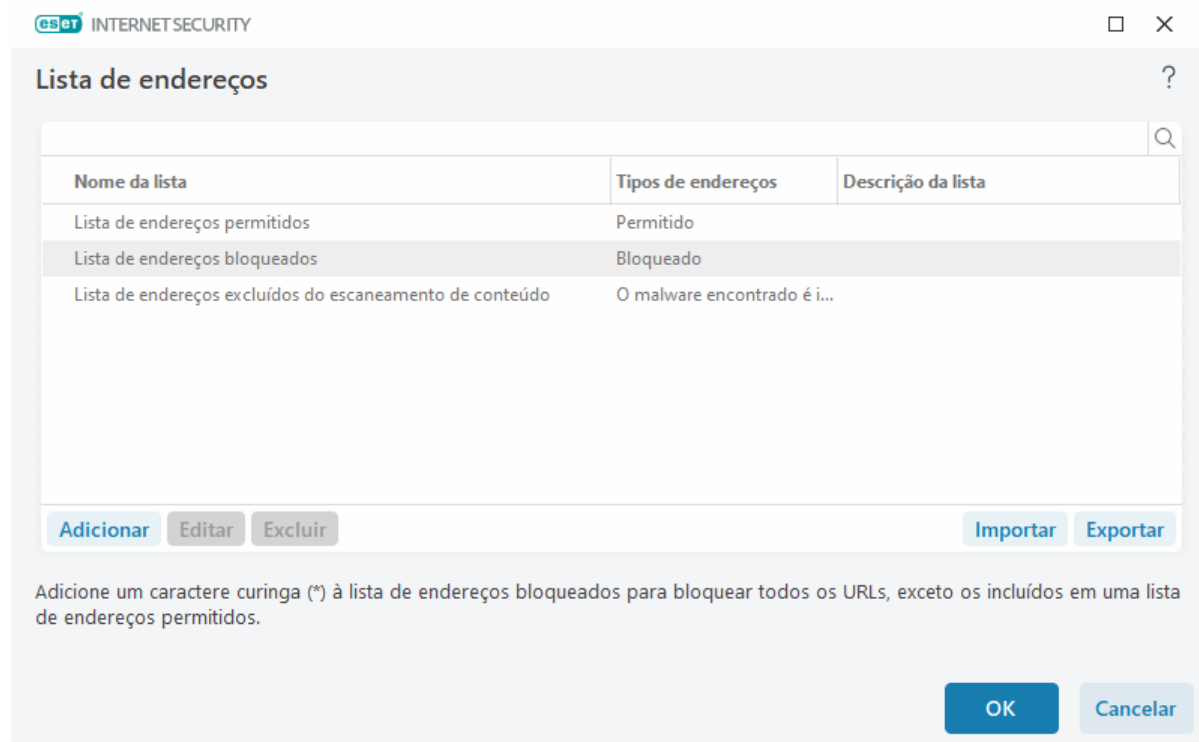 eset INTERNET SECURITY
Lista de endereços
?
Nome da lista Tipos de endereços Descrição da lista
Lista de endereços permitidos Permitido
Lista de endereços bloqueados Bloqueado
Lista de endereços excluídos do escaneamento de conteúdo O malware encontrado é i...
Adicionar Editar Excluir Importar Exportar
Adicione um caractere curinga (*) à lista de endereços bloqueados para bloquear todos os URLs, exceto os incluídos em uma lista
de endereços permitidos.
OK Cancelar